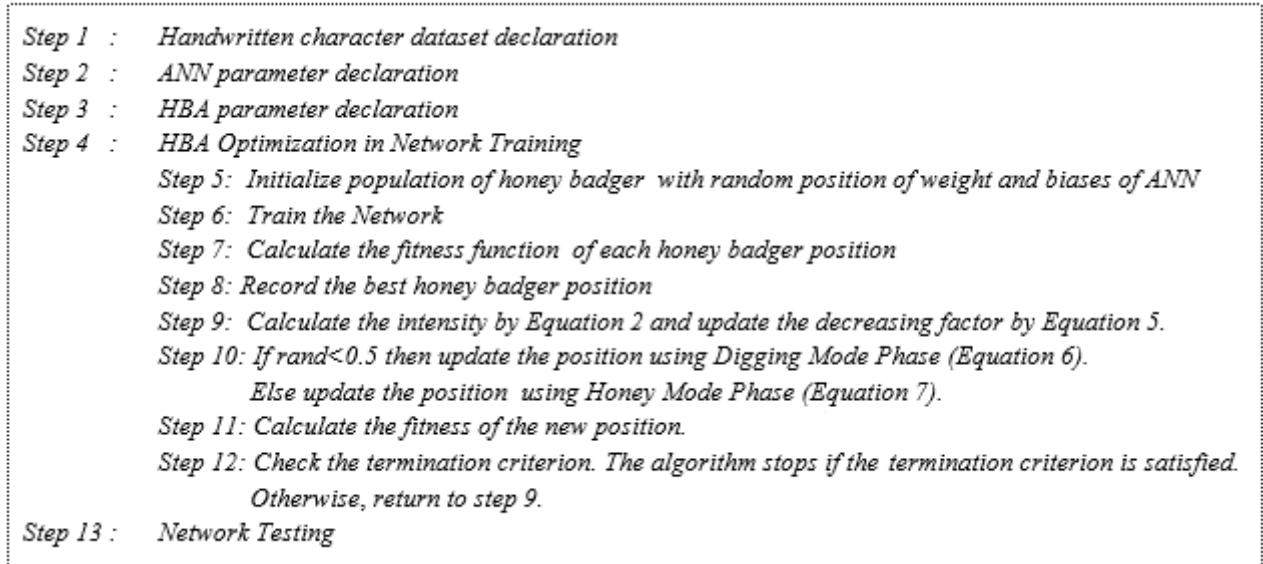 Step 1 : Handwritten character dataset declaration
Step 2 : ANN parameter declaration
Step 3 : HBA parameter declaration
Step 4 : HBA Optimization in Network Training
Step 5: Initialize population of honey badger with random position of weight and biases of ANN
Step 6: Train the Network
Step 7: Calculate the fitness function of each honey badger position
Step 8: Record the best honey badger position
Step 9: Calculate the intensity by Equation 2 and update the decreasing factor by Equation 5.
Step 10: If rand<0.5 then update the position using Digging Mode Phase (Equation 6).
Else update the position using Honey Mode Phase (Equation 7).
Step 11: Calculate the fitness of the new position.
Step 12: Check the termination criterion. The algorithm stops if the termination criterion is satisfied.
Otherwise, return to step 9.
Step 13 : Network Testing